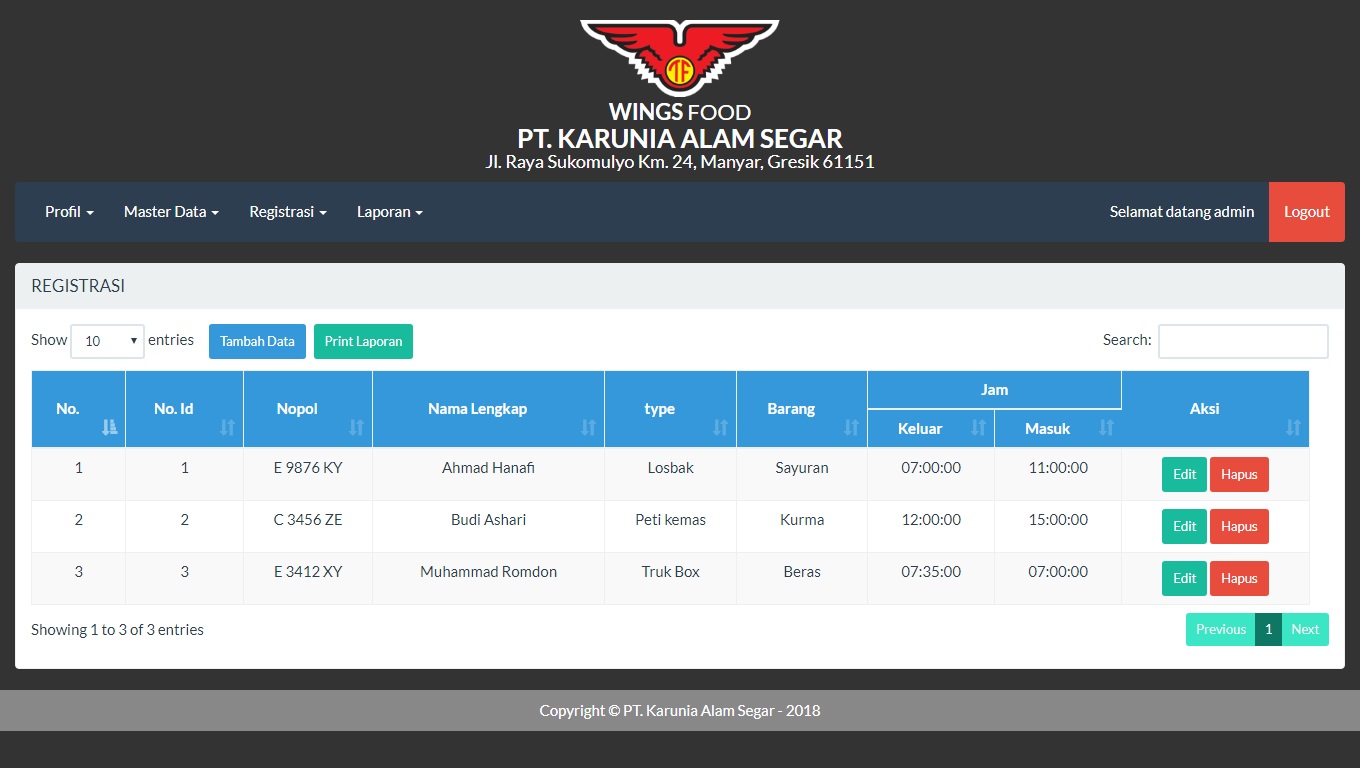 TF
WINGS FOOD
PT. KARUNIA ALAM SEGAR
Jl. Raya Sukomulyo Km. 24, Manyar, Gresik 61151
Profil Master Data Registrasi Laporan Selamat datang admin Logout
REGISTRASI
Show 10 entries Tambah Data Print Laporan Search:
No. No. Id Nopol Nama Lengkap type Barang Jam Aksi
Keluar Masuk
1 1 E 9876 KY Ahmad Hanafi Losbak Sayuran 07:00:00 11:00:00 Edit Hapus
2 2 C 3456 ZE Budi Ashari Peti kemas Kurma 12:00:00 15:00:00 Edit Hapus
3 3 E 3412 XY Muhammad Romdon Truk Box Beras 07:35:00 07:00:00 Edit Hapus
Showing 1 to 3 of 3 entries Previous 1 Next
Copyright © PT. Karunia Alam Segar - 2018